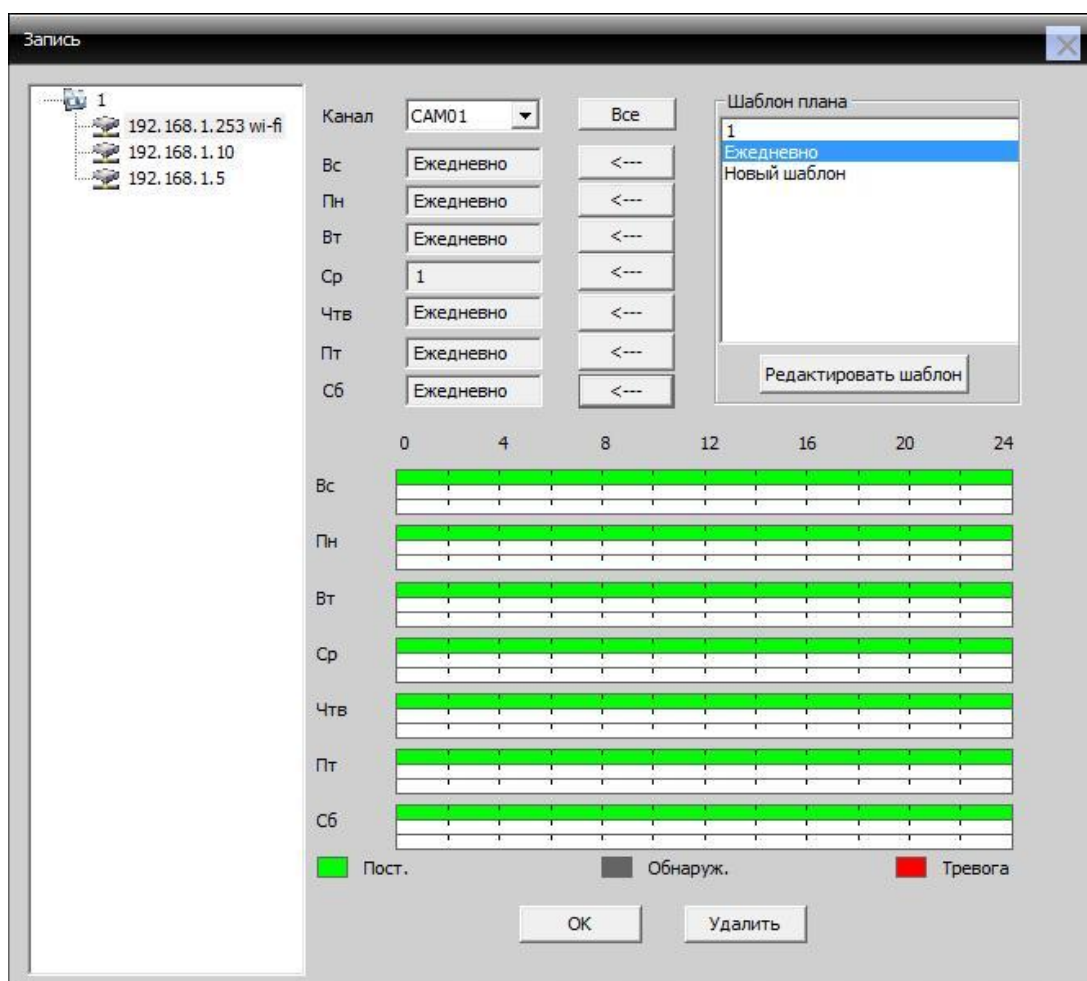 Запись
1
192.168.1.253 wi-fi
192.168.1.10
192.168.1.5
Канал CAM01 Все
Вс Ежедневно <---
Пн Ежедневно <---
Вт Ежедневно <---
Ср 1 <---
Чтв Ежедневно <---
Пт Ежедневно <---
Сб Ежедневно <---
Шаблон плана
1
Ежедневно
Новый шаблон
Редактировать шаблон
0 4 8 12 16 20 24
Вс
Пн
Вт
Ср
Чтв
Пт
Сб
Пост. Обнаруж. Тревога
OK Удалить